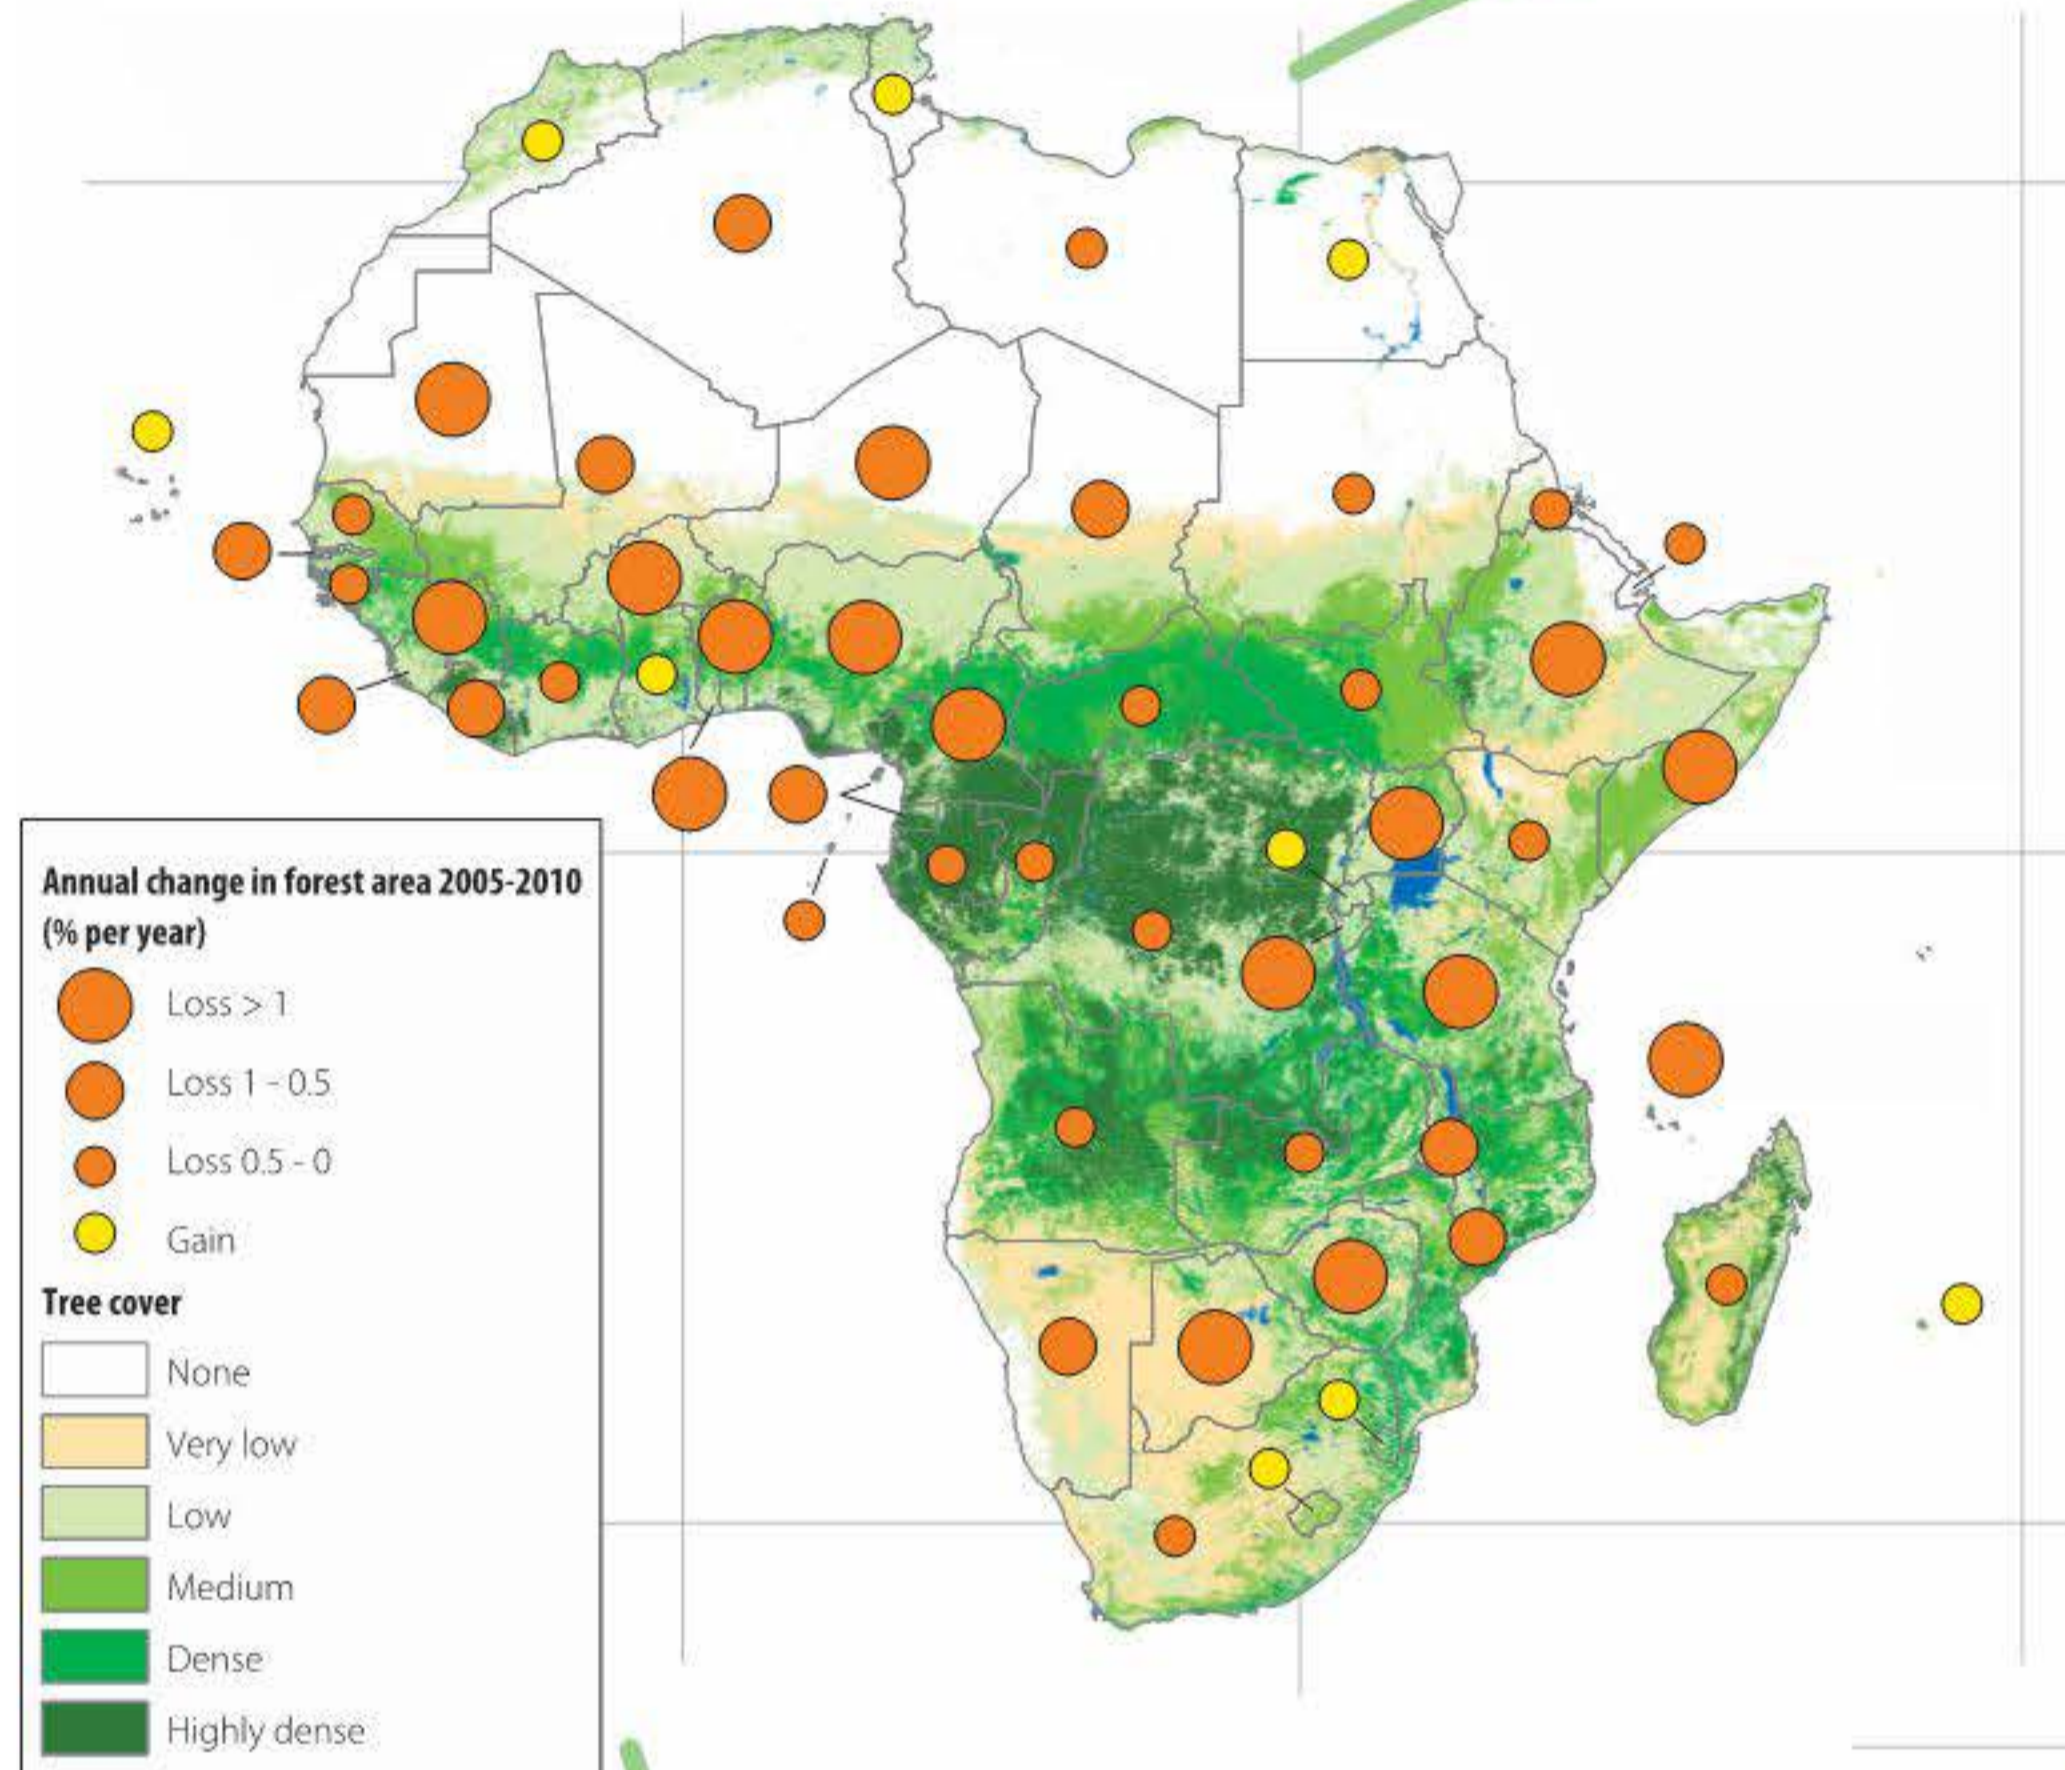 Annual change in forest area 2005-2010
(% per year)
Loss > 1
Loss 1 - 0.5
Loss 0.5 - 0
Gain
Tree cover
None
Very low
Low
Medium
Dense
Highly dense